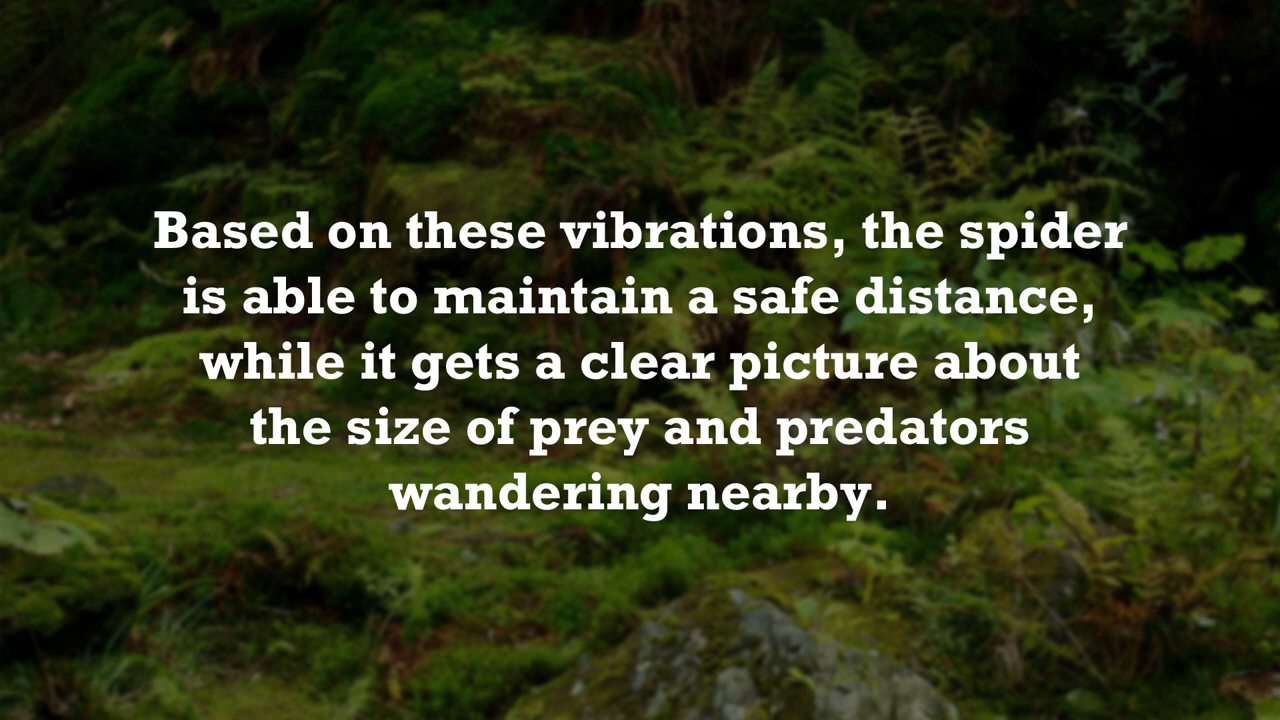 Based on these vibrations, the spider
is able to maintain a safe distance,
while it gets a clear picture about
the size of prey and predators
wandering nearby.